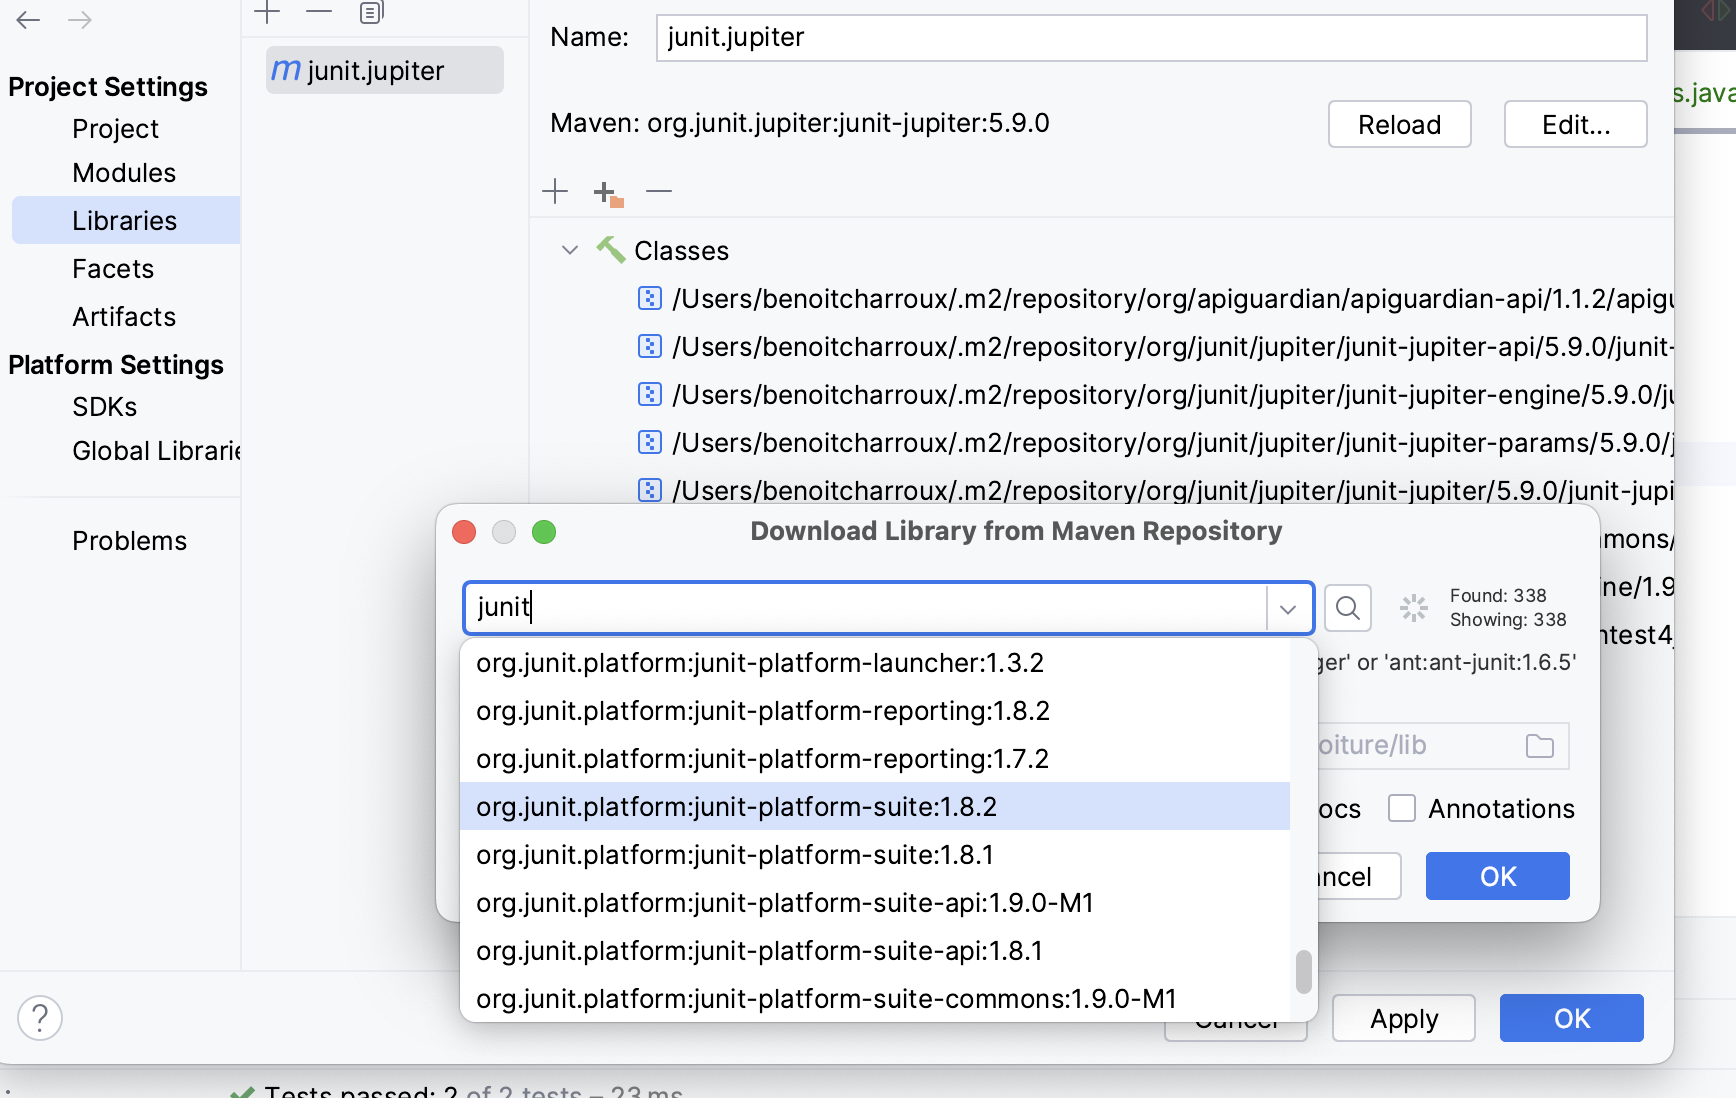 Project Settings
Project
Modules
Libraries
Facets
Artifacts
Platform Settings
SDKs
Global Librarie
Problems
m junit.jupiter
Name: junit.jupiter
Maven: org.junit.jupiter:junit-jupiter:5.9.0
Reload
Edit...
s.java
Classes
/Users/benoitcharroux/.m2/repository/org/apiguardian/apiguardian-api/1.1.2/apigu
/Users/benoitcharroux/.m2/repository/org/junit/jupiter/junit-jupiter-api/5.9.0/junit-
/Users/benoitcharroux/.m2/repository/org/junit/jupiter/junit-jupiter-engine/5.9.0/ju
/Users/benoitcharroux/.m2/repository/org/junit/jupiter/junit-jupiter-params/5.9.0/j
/Users/benoitcharroux/.m2/repository/org/junit/jupiter/junit-jupiter/5.9.0/junit-jupi
mmons/
ine/1.9
ntest4
Download Library from Maven Repository
junit
Found: 338
Showing: 338
ger' or 'ant:ant-junit:1.6.5'
org.junit.platform:junit-platform-launcher:1.3.2
org.junit.platform:junit-platform-reporting:1.8.2
org.junit.platform:junit-platform-reporting:1.7.2
org.junit.platform:junit-platform-suite:1.8.2
org.junit.platform:junit-platform-suite:1.8.1
org.junit.platform:junit-platform-suite-api:1.9.0-M1
org.junit.platform:junit-platform-suite-api:1.8.1
org.junit.platform:junit-platform-suite-commons:1.9.0-M1
oiture/lib
ocs
Annotations
ncel
OK
?
Cancel
Apply
OK
Tests passed: 2 of 2 tests – 23 ms